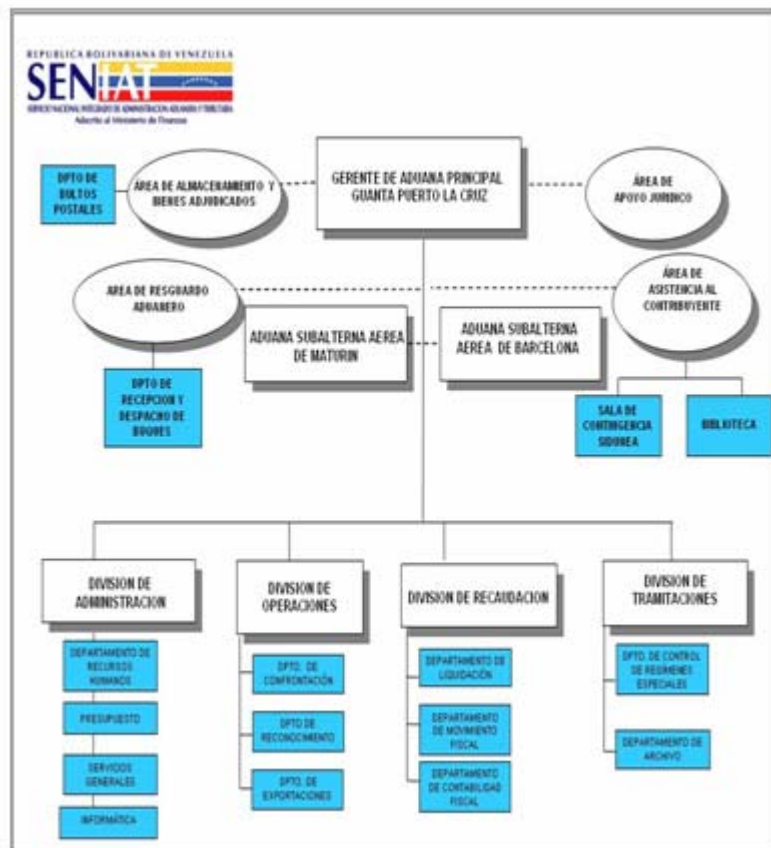 REPUBLICA BOLIVARIANA DE VENEZUELA
SENIAT
SERVICIO NACIONAL INTEGRADO DE ADMINISTRACION ADUANERA Y TRIBUTARIA
Adscrito al Ministerio de Finanzas
DPTO DE
BULTOS
POSTALES
ÁREA DE ALMACENAMIENTO Y
BIENES ADJUDICADOS
GERENTE DE ADUANA PRINCIPAL
GUANTA PUERTO LA CRUZ
ÁREA DE
APOYO JURIDICO
AREA DE RESGUARDO
ADUANERO
ÁREA DE
ASISTENCIA AL
CONTRIBUYENTE
ADUANA SUBALTERNA AEREA
DE MATURIN
ADUANA SUBALTERNA
AEREA DE BARCELONA
DPTO DE
RECEPCION Y
DESPACHO DE
BUQUES
SALA DE
CONTINGENCIA
SIDUNEA
BIBLIOTECA
DIVISION DE
ADMINISTRACION
DIVISION DE
OPERACIONES
DIVISION DE RECAUDACION
DIVISION DE
TRAMITACIONES
DEPARTAMENTO DE
RECURSOS
HUMANOS
PRESUPUESTO
SERVICIOS
GENERALES
INFORMÁTICA
DPTO. DE
CONFRONTACIÓN
DPTO DE
RECONOCIMIENTO
DPTO. DE
EXPORTACIONES
DEPARTAMENTO DE
LIQUIDACIÓN
DEPARTAMENTO
DE MOVIMIENTO
FISCAL
DEPARTAMENTO
DE CONTABILIDAD
FISCAL
DPTO. DE CONTROL
DE REGIMENES
ESPECIALES
DEPARTAMENTO DE
ARCHIVO